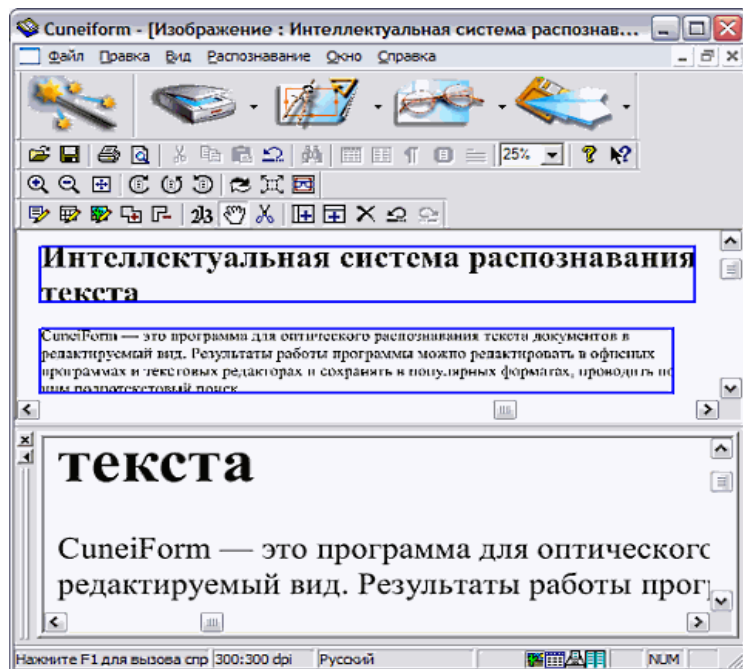 Cuneiform - [Изображение : Интеллектуальная система распознав...
Файл Правка Вид Распознавание Окно Справка
25%
Интеллектуальная система распознавания
текста
CuneiForm — это программа для оптического распознавания текста документов в
редактируемый вид. Результаты работы программы можно редактировать в офисных
программах и текстовых редакторах и сохранять в популярных форматах, проводить по
ним полнотекстовый поиск
текста
CuneiForm — это программа для оптическогс
редактируемый вид. Результаты работы прог
Нажмите F1 для вызова спр 300:300 dpi Русский NUM